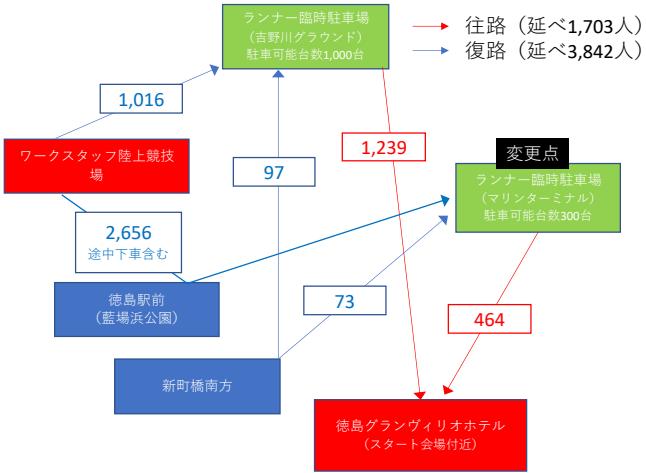 ランナー臨時駐車場
（吉野川グラウンド）
駐車可能台数1,000台
往路（延べ1,703人）
復路（延べ3,842人）
1,016
ワークスタッフ陸上競技
場
97
1,239
変更点
ランナー臨時駐車場
（マリンターミナル）
駐車可能台数300台
2,656
途中下車含む
徳島駅前
（藍場浜公園）
73
464
新町橋南方
徳島グランヴィリオホテル
（スタート会場付近）